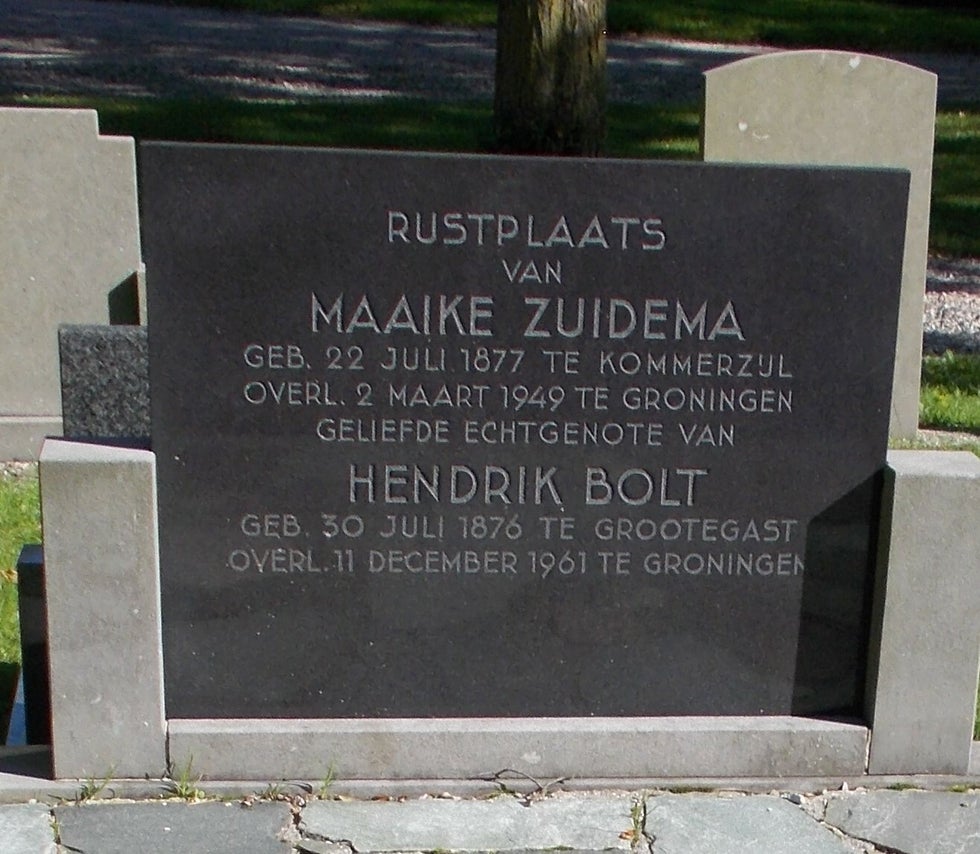 RUSTPLAATS
VAN
MAAIKE ZUIDEMA
GEB. 22 JULI 1877 TE KOMMERZIJL
OVERL. 2 MAART 1949 TE GRONINGEN
GELIEFDE ECHTGENOTE VAN
HENDRIK BOLT
GEB. 30 JULI 1876 TE GROOTEGAST
OVERL. 11 DECEMBER 1961 TE GRONINGEN